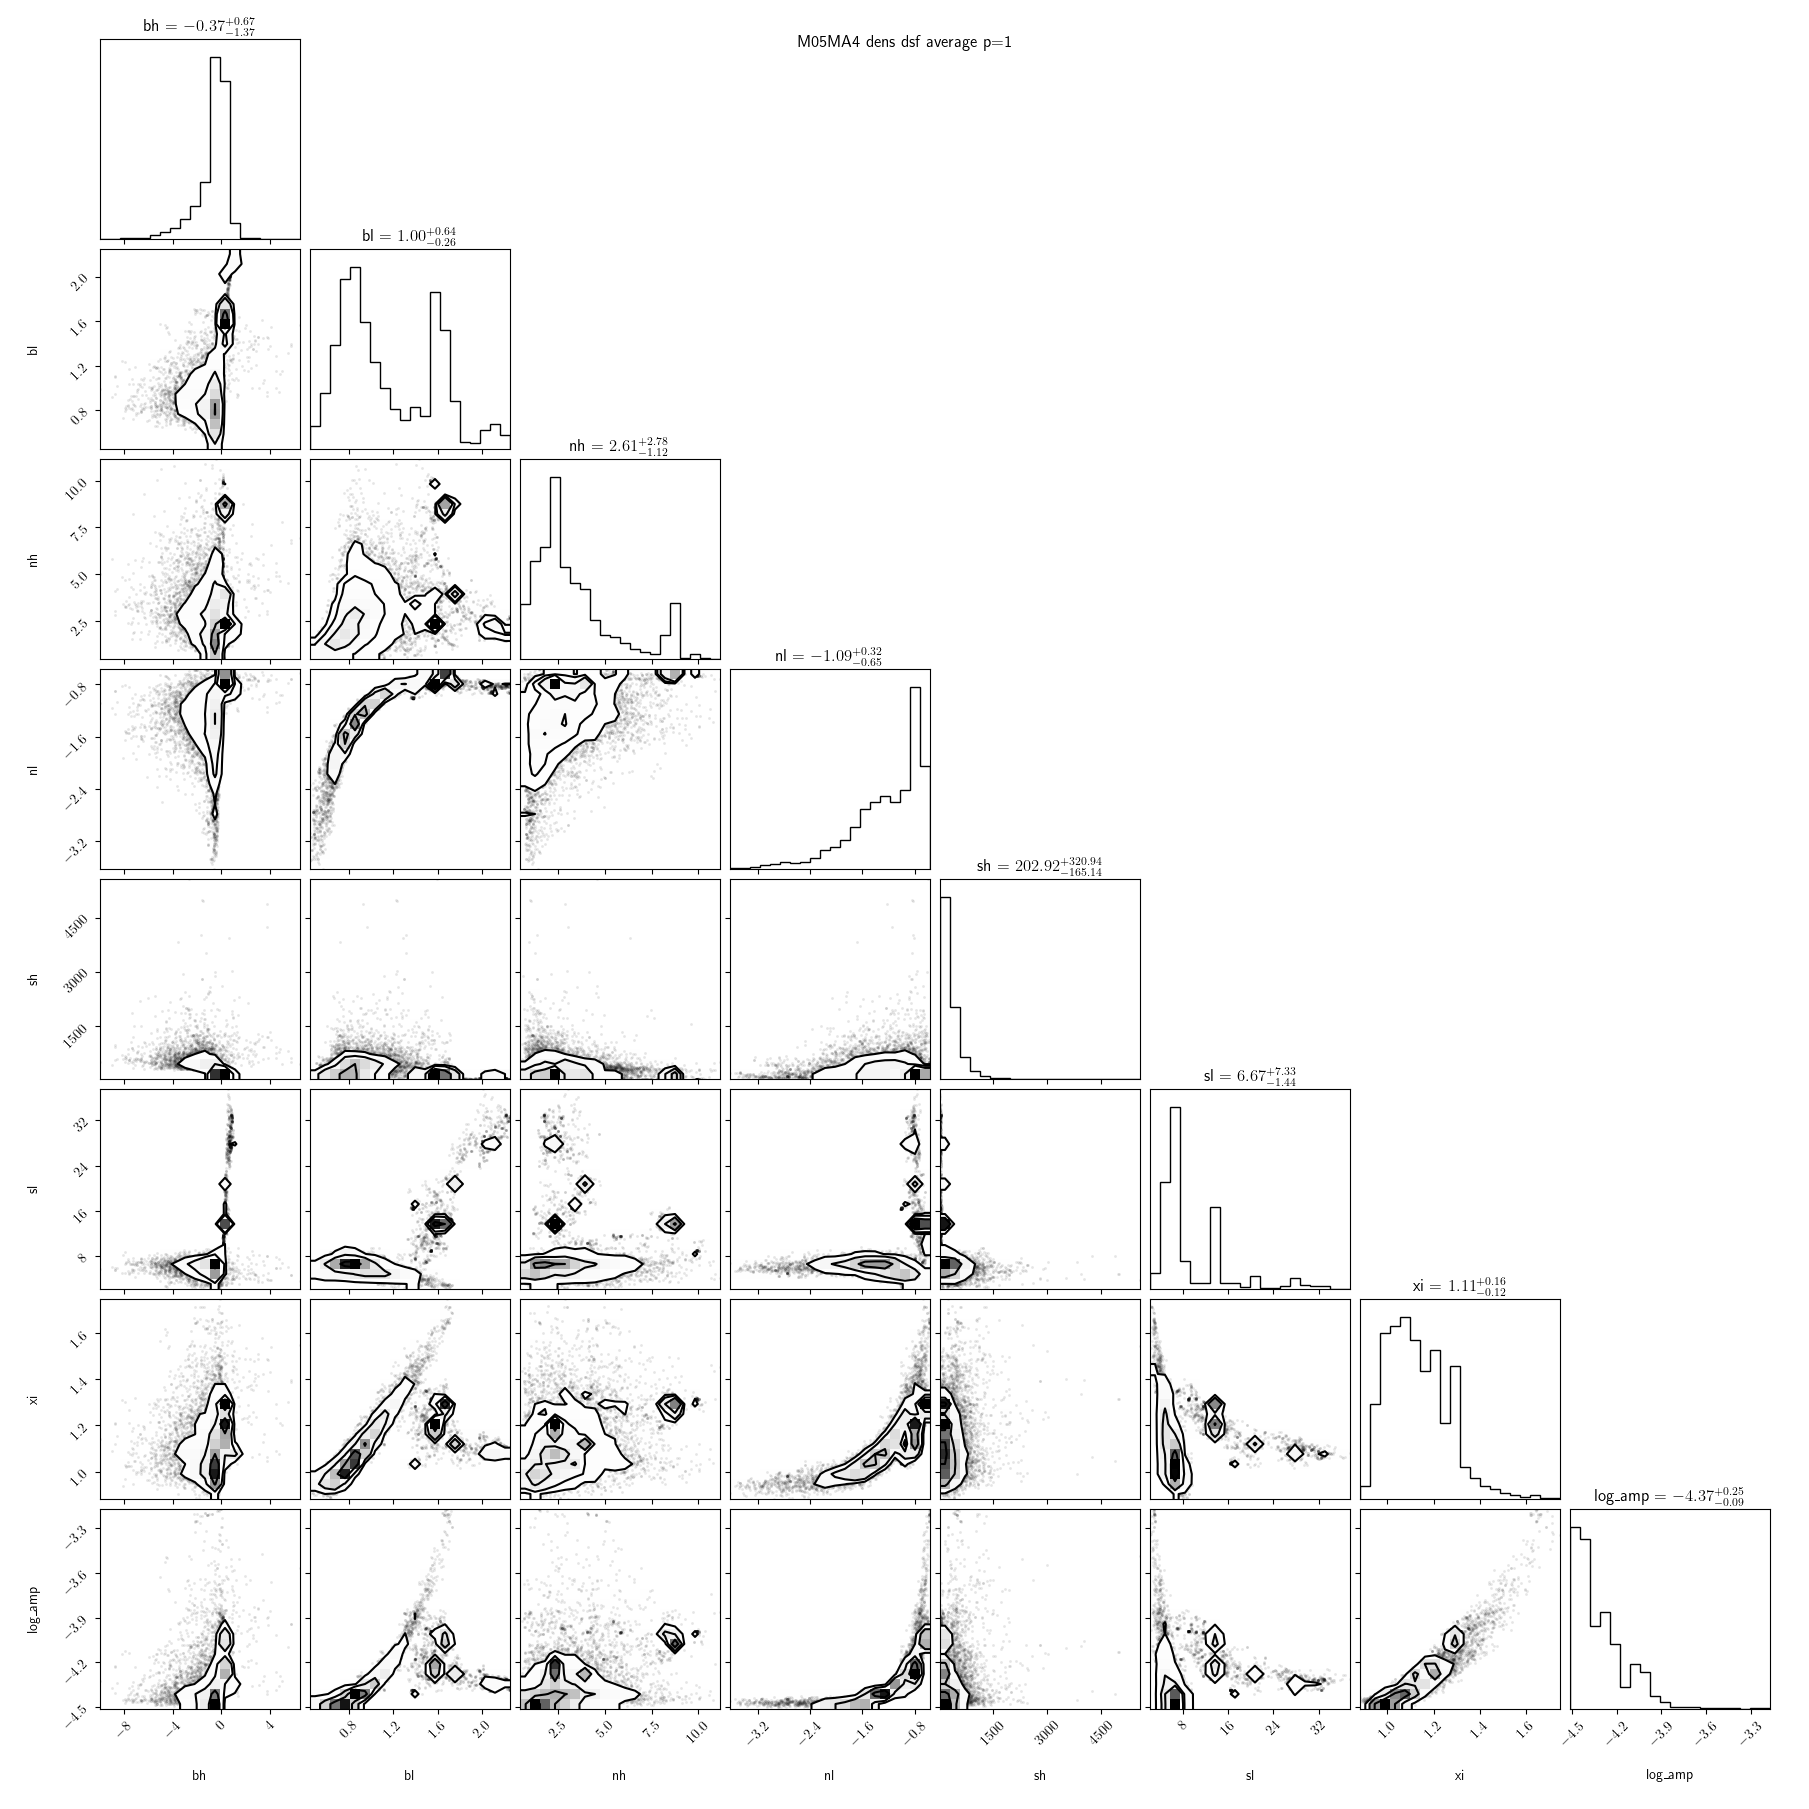 bh = −0.37 +0.67 −1.37
M05MA4 dens dsf average p=1
bl = 1.00 +0.64 −0.26
2.0
1.6
1.2
0.8
bl
nh = 2.61 +2.78 −1.12
10.0
7.5
5.0
2.5
nh
nl = −1.09 +0.32 −0.65
−0.8
−1.6
−2.4
−3.2
nl
sh = 202.92 +320.94 −165.14
4500
3000
1500
sh
sl = 6.67 +7.33 −1.44
32
24
16
8
sl
xi = 1.11 +0.16 −0.12
1.6
1.4
1.2
1.0
xi
log_amp = −4.37 +0.25 −0.09
−3.3
−3.6
−3.9
−4.2
−4.5
log_amp
−8 −4 0 4 0.8 1.2 1.6 2.0 2.5 5.0 7.5 10.0 −3.2 −2.4 −1.6 −0.8 1500 3000 4500 8 16 24 32 1.0 1.2 1.4 1.6 −4.5 −4.2 −3.9 −3.6 −3.3
bh bl nh nl sh sl xi log_amp